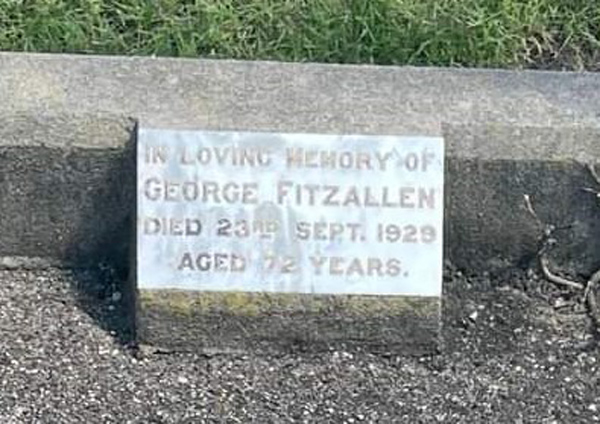 IN LOVING MEMORY OF
GEORGE FITZALLEN
DIED 23RD SEPT. 1929
AGED 72 YEARS.